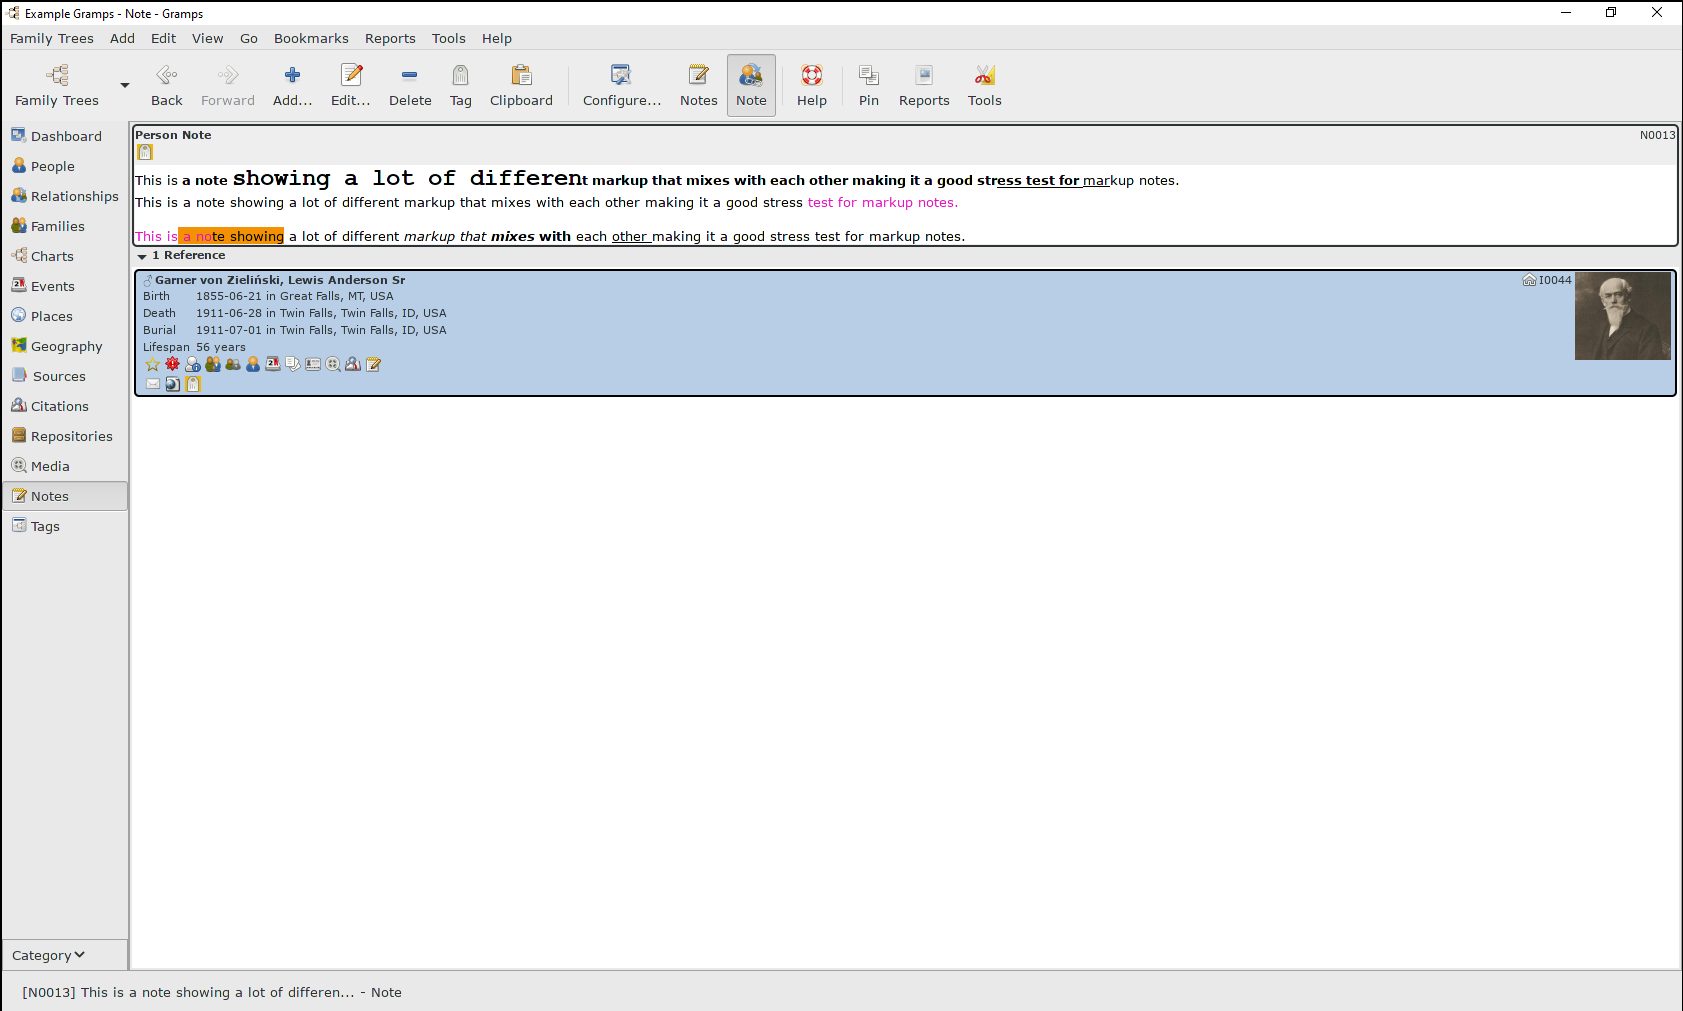 Example Gramps - Note - Gramps
Family Trees Add Edit View Go Bookmarks Reports Tools Help
Family Trees Back Forward Add... Edit... Delete Tag Clipboard Configure... Notes Note Help Pin Reports Tools
Dashboard
People
Relationships
Families
Charts
Events
Places
Geography
Sources
Citations
Repositories
Media
Notes
Tags
Category
Person Note N0013
This is a note showing a lot of different markup that mixes with each other making it a good stress test for markup notes.
This is a note showing a lot of different markup that mixes with each other making it a good stress test for markup notes.
This is a note showing a lot of different markup that mixes with each other making it a good stress test for markup notes.
1 Reference
Garner von Zieliński, Lewis Anderson Sr I0044
Birth 1855-06-21 in Great Falls, MT, USA
Death 1911-06-28 in Twin Falls, Twin Falls, ID, USA
Burial 1911-07-01 in Twin Falls, Twin Falls, ID, USA
Lifespan 56 years
[N0013] This is a note showing a lot of differen... - Note